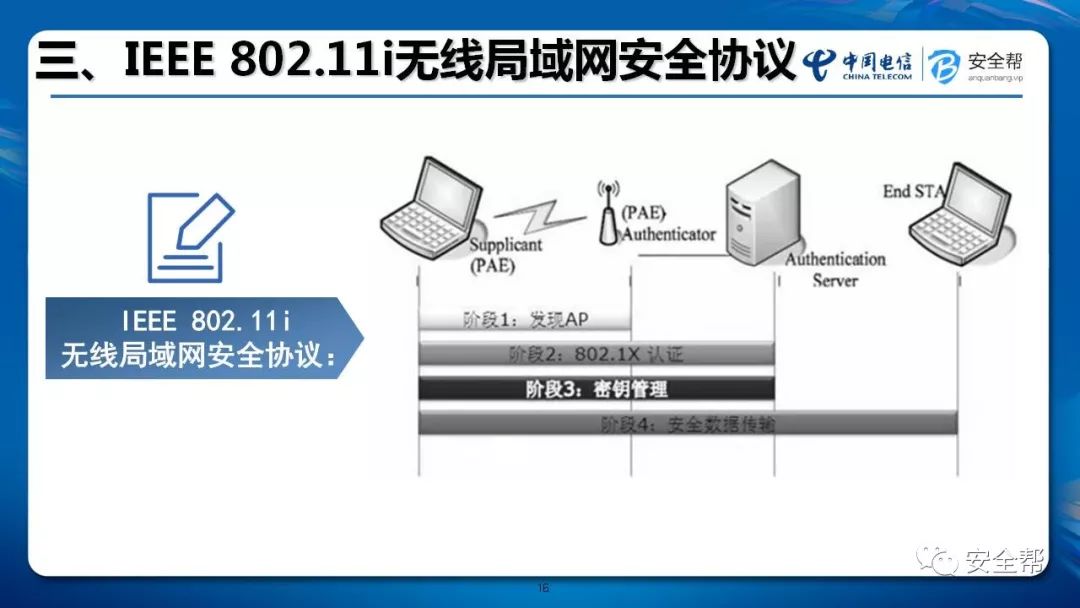 三、IEEE 802.11i无线局域网安全协议
中国电信
CHINA TELECOM
安全帮
anquanbang.vip
End STA
(PAE)
Authenticator
Supplicant
(PAE)
Authentication
Server
IEEE 802.11i
无线局域网安全协议：
阶段1：发现AP
阶段2：802.1X 认证
阶段3：密钥管理
阶段4：安全数据传输
安全帮
16